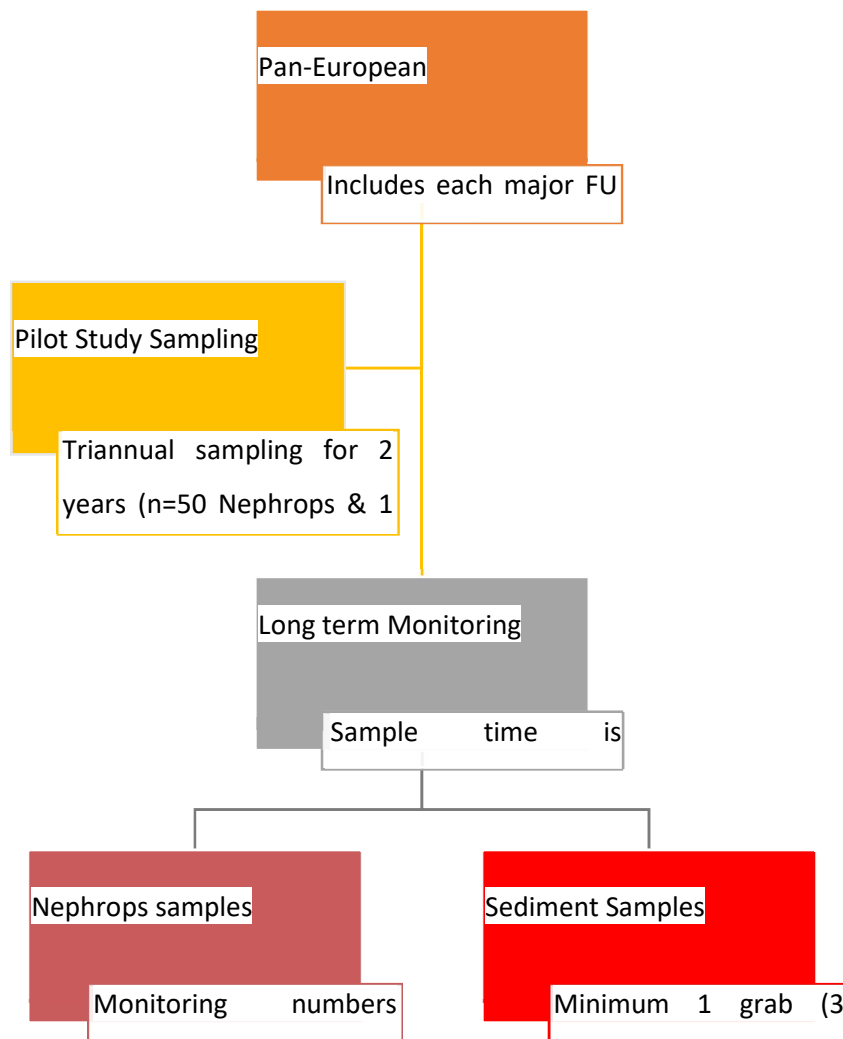 Pan-European
Includes each major FU
Pilot Study Sampling
Triannual sampling for 2
years (n=50 Nephrops & 1
Long term Monitoring
Sample time is
Nephrops samples
Monitoring numbers
Sediment Samples
Minimum 1 grab (3